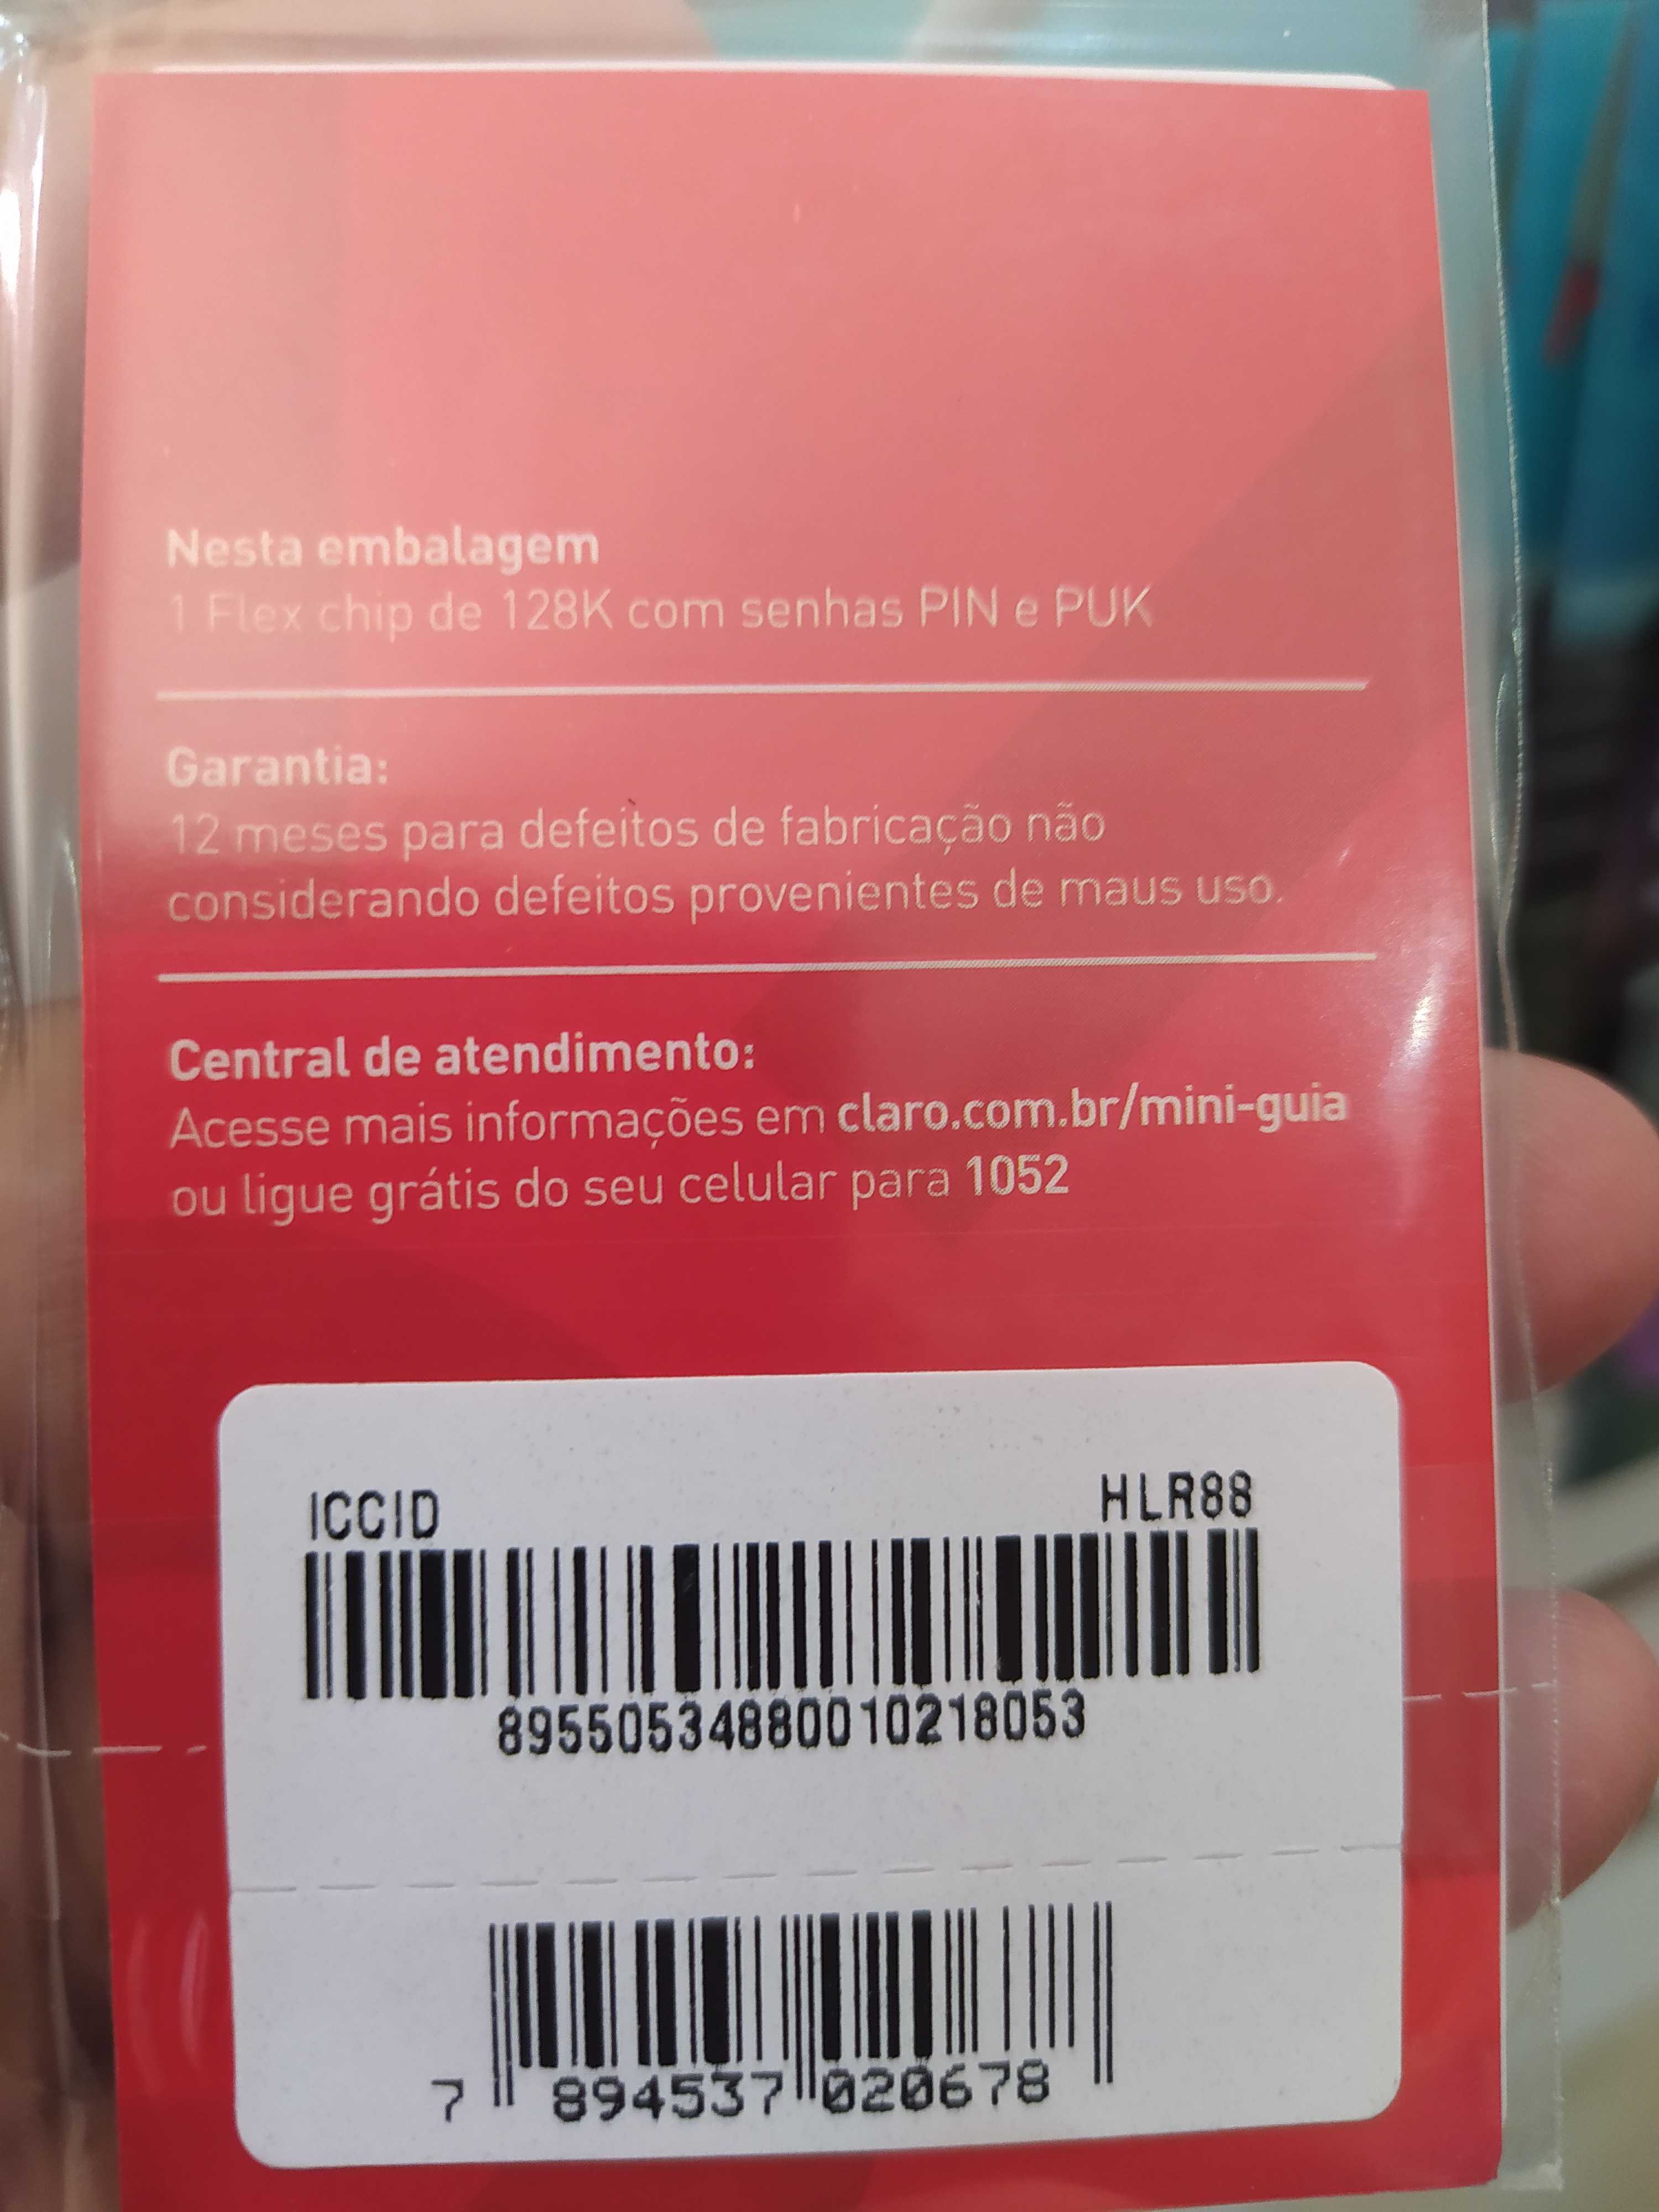 Nesta embalagem
1 Flex chip de 128K com senhas PIN e PUK
Garantia:
12 meses para defeitos de fabricação não
considerando defeitos provenientes de maus uso.
Central de atendimento:
Acesse mais informações em claro.com.br/mini-guia
ou ligue grátis do seu celular para 1052
ICCID HLR88
89550534880010218053
7 894537 020678